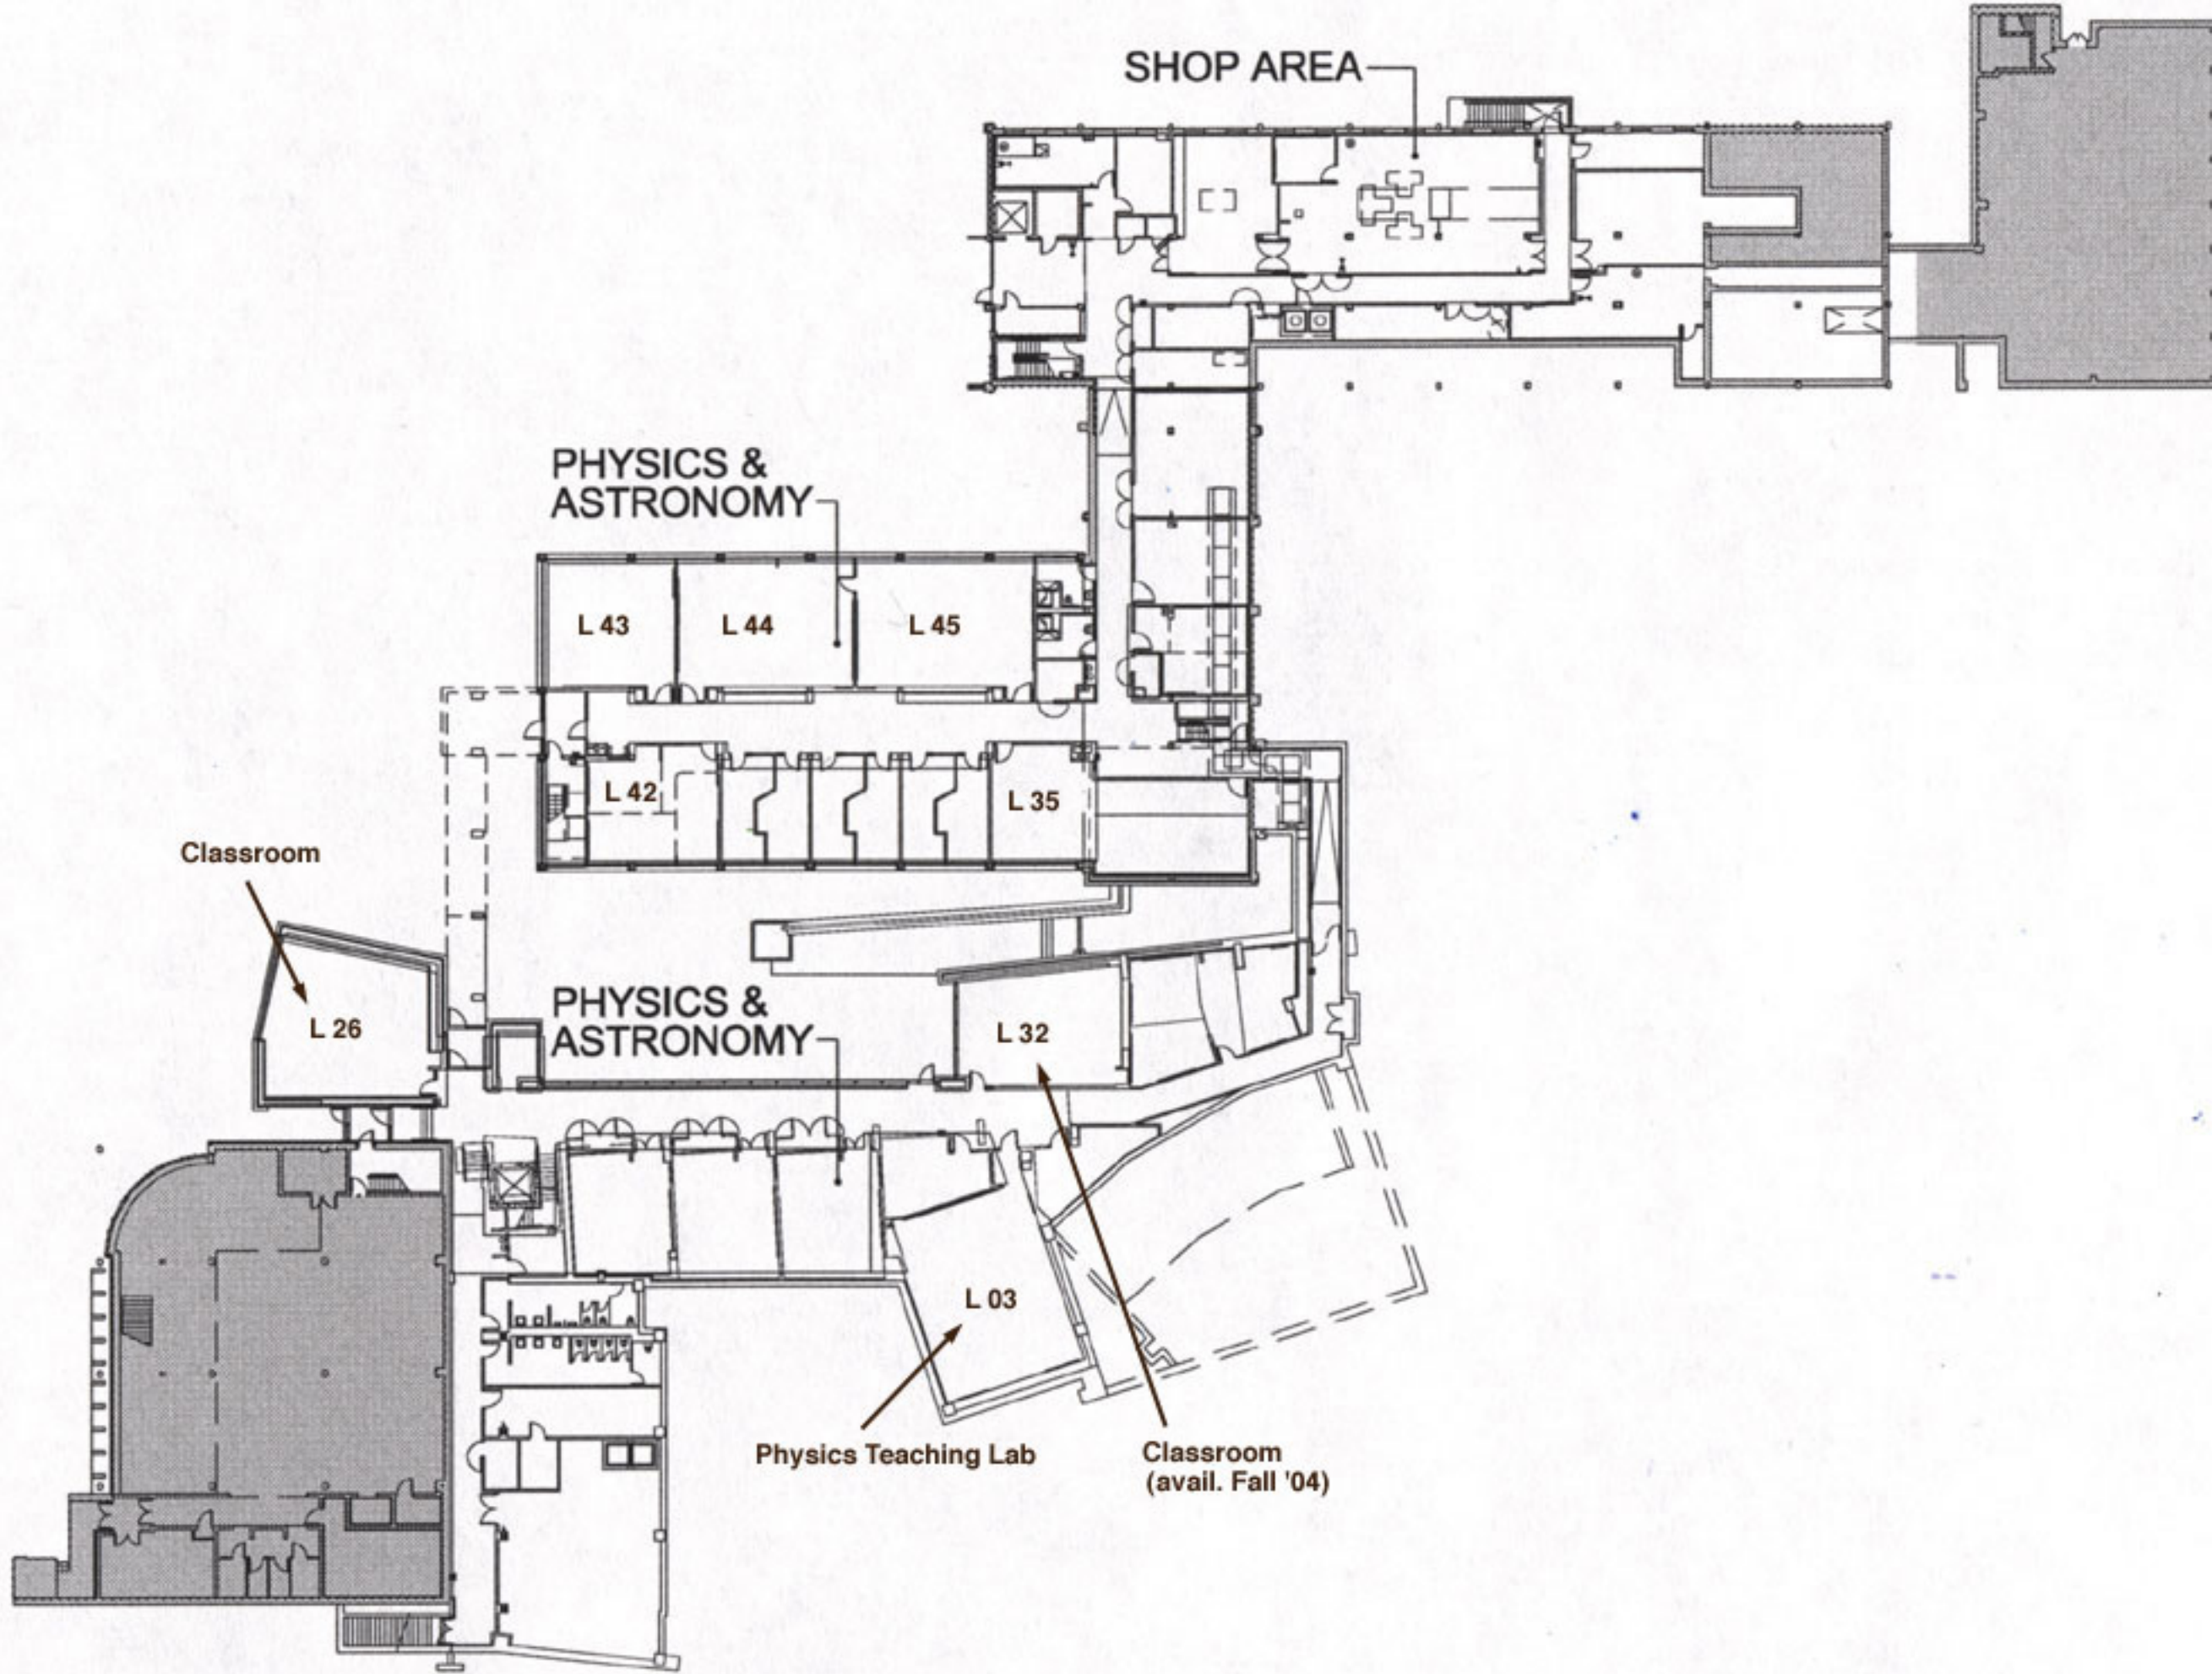 SHOP AREA
PHYSICS &
ASTRONOMY
L 43
L 44
L 45
L 42
L 35
Classroom
L 26
PHYSICS &
ASTRONOMY
L 32
L 03
Physics Teaching Lab
Classroom
(avail. Fall '04)